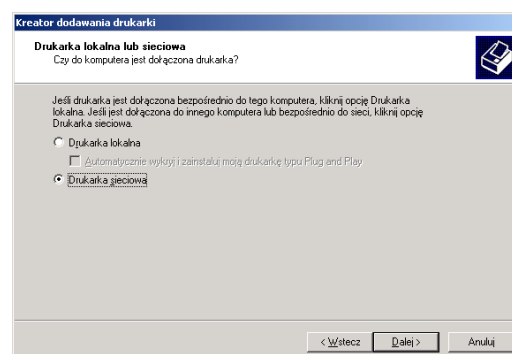 Kreator dodawania drukarki
Drukarka lokalna lub sieciowa
Czy do komputera jest dołączona drukarka?
Jeśli drukarka jest dołączona bezpośrednio do tego komputera, kliknij opcję Drukarka
lokalna. Jeśli jest dołączona do innego komputera lub bezpośrednio do sieci, kliknij opcję
Drukarka sieciowa.
Drukarka lokalna
Automatycznie wykryj i zainstaluj moją drukarkę typu Plug and Play
Drukarka sieciowa
< Wstecz Dalej > Anuluj